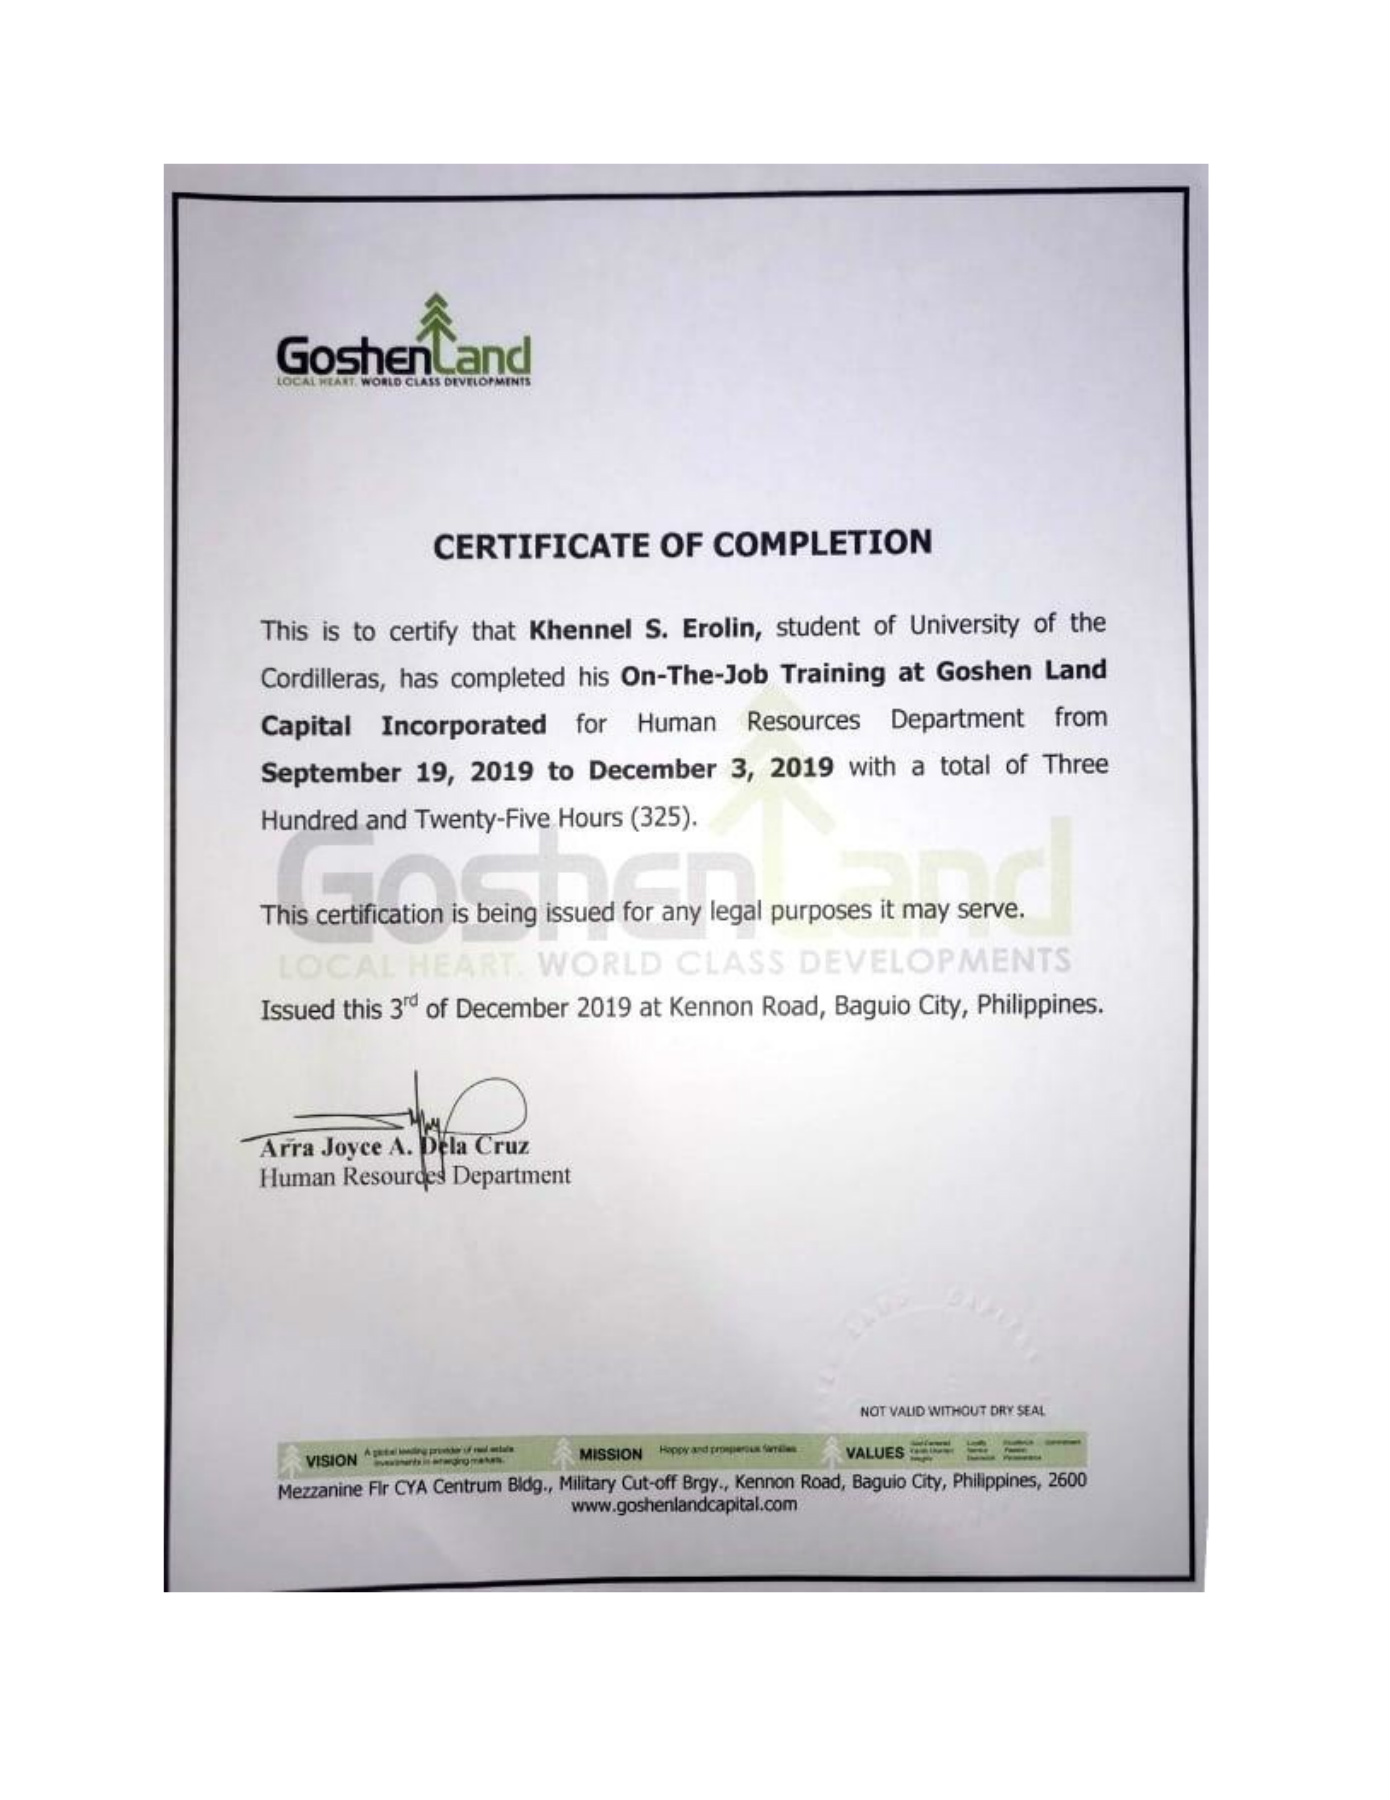 GoshenLand
LOCAL HEART. WORLD CLASS DEVELOPMENTS
CERTIFICATE OF COMPLETION
This is to certify that Khennel S. Erolin, student of University of the
Cordilleras, has completed his On-The-Job Training at Goshen Land
Capital Incorporated for Human Resources Department from
September 19, 2019 to December 3, 2019 with a total of Three
Hundred and Twenty-Five Hours (325).
GoshenLand
This certification is being issued for any legal purposes it may serve.
LOCAL HEART. WORLD CLASS DEVELOPMENTS
Issued this 3rd of December 2019 at Kennon Road, Baguio City, Philippines.
Arra Joyce A. Dela Cruz
Human Resources Department
LAND CAPITAL
NOT VALID WITHOUT DRY SEAL
VISION A global leading provider of real estate investments in emerging markets. MISSION Happy and prosperous families VALUES
Mezzanine Flr CYA Centrum Bldg., Military Cut-off Brgy., Kennon Road, Baguio City, Philippines, 2600
www.goshenlandcapital.com